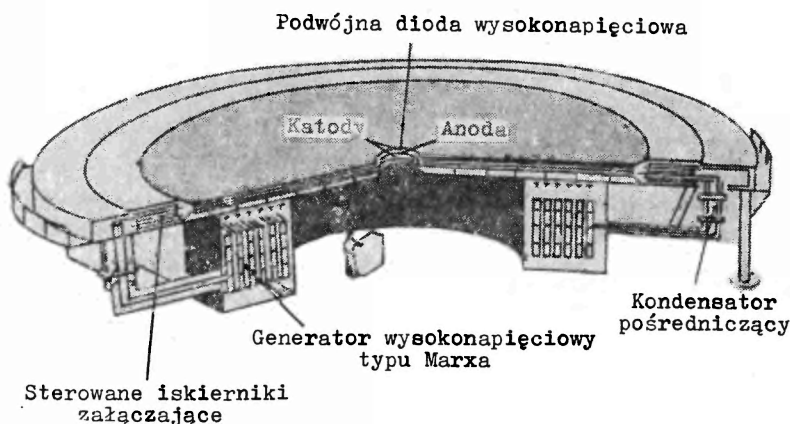 Podwójna dioda wysokonapięciowa
Katody Anoda
Kondensator
pośredniczący
Generator wysokonapięciowy
typu Marxa
Sterowane iskierniki
załączające